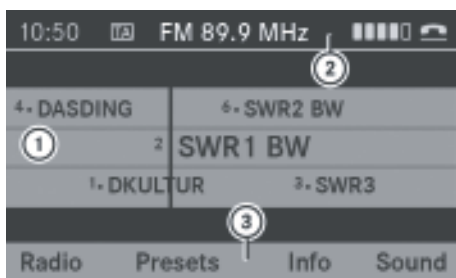 10:50 TA FM 89.9 MHz
2
4• DASDING 6• SWR2 BW
1 2 SWR1 BW
1• DKULTUR 3• SWR3
3
Radio Presets Info Sound